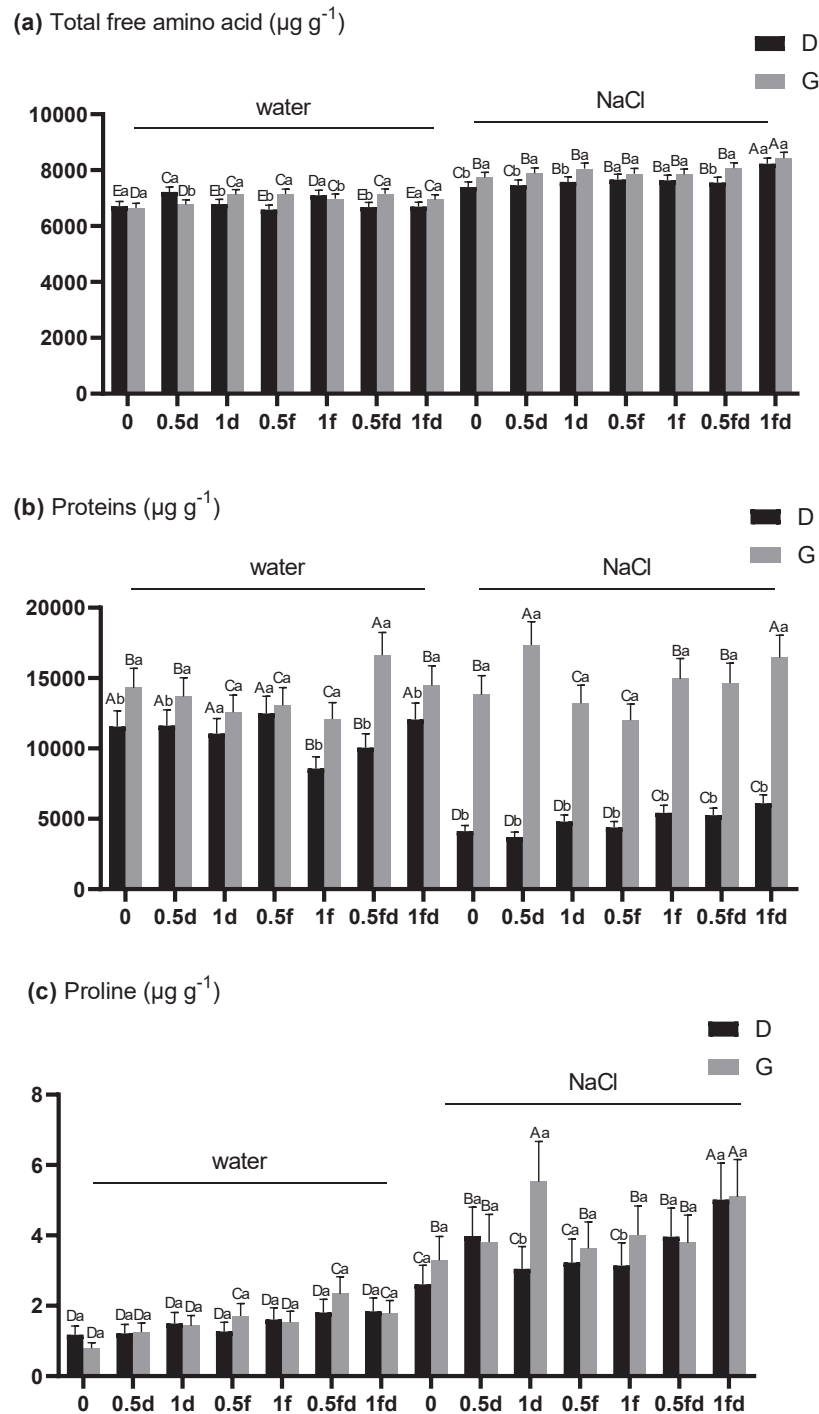 (a) Total free amino acid (µg g⁻¹)
D
G
water
NaCl
10000
8000
6000
4000
2000
0
Ea Da Ca Db Eb Ca Eb Ca Da Cb Eb Ca Ea Ca Cb Ba Cb Ba Bb Ba Ba Ba Ba Ba Bb Ba Aa Aa
0 0.5d 1d 0.5f 1f 0.5fd 1fd 0 0.5d 1d 0.5f 1f 0.5fd 1fd
(b) Proteins (µg g⁻¹)
D
G
water
NaCl
20000
15000
10000
5000
0
Ab Ba Ab Ba Aa Ca Aa Ca Bb Ca Bb Aa Ab Ba Db Ba Db Aa Db Ca Db Ca Cb Ba Cb Ba Cb Aa
0 0.5d 1d 0.5f 1f 0.5fd 1fd 0 0.5d 1d 0.5f 1f 0.5fd 1fd
(c) Proline (µg g⁻¹)
D
G
NaCl
water
8
6
4
2
0
Da Da Da Da Da Da Da Ca Da Da Da Ca Da Ca Ca Ba Ba Ba Cb Aa Ca Ba Cb Ba Ba Ba Aa Aa
0 0.5d 1d 0.5f 1f 0.5fd 1fd 0 0.5d 1d 0.5f 1f 0.5fd 1fd